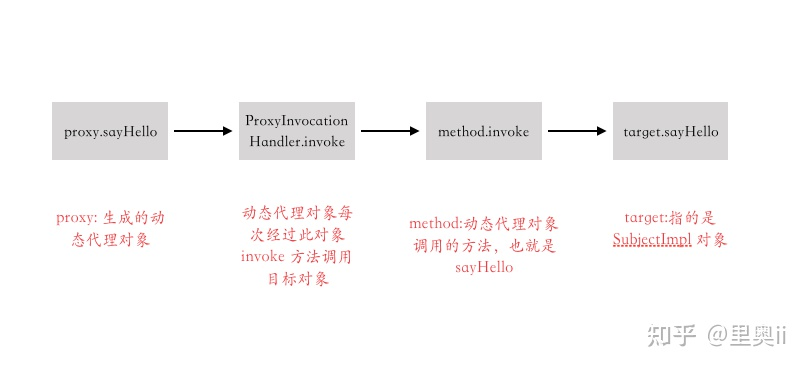 proxy.sayHello
ProxyInvocation
Handler.invoke
method.invoke
target.sayHello
proxy: 生成的动
态代理对象
动态代理对象每
次经过此对象
invoke 方法调用
目标对象
method:动态代理对象
调用的方法，也就是
sayHello
target:指的是
SubjectImpl 对象
知乎 @里奥ii